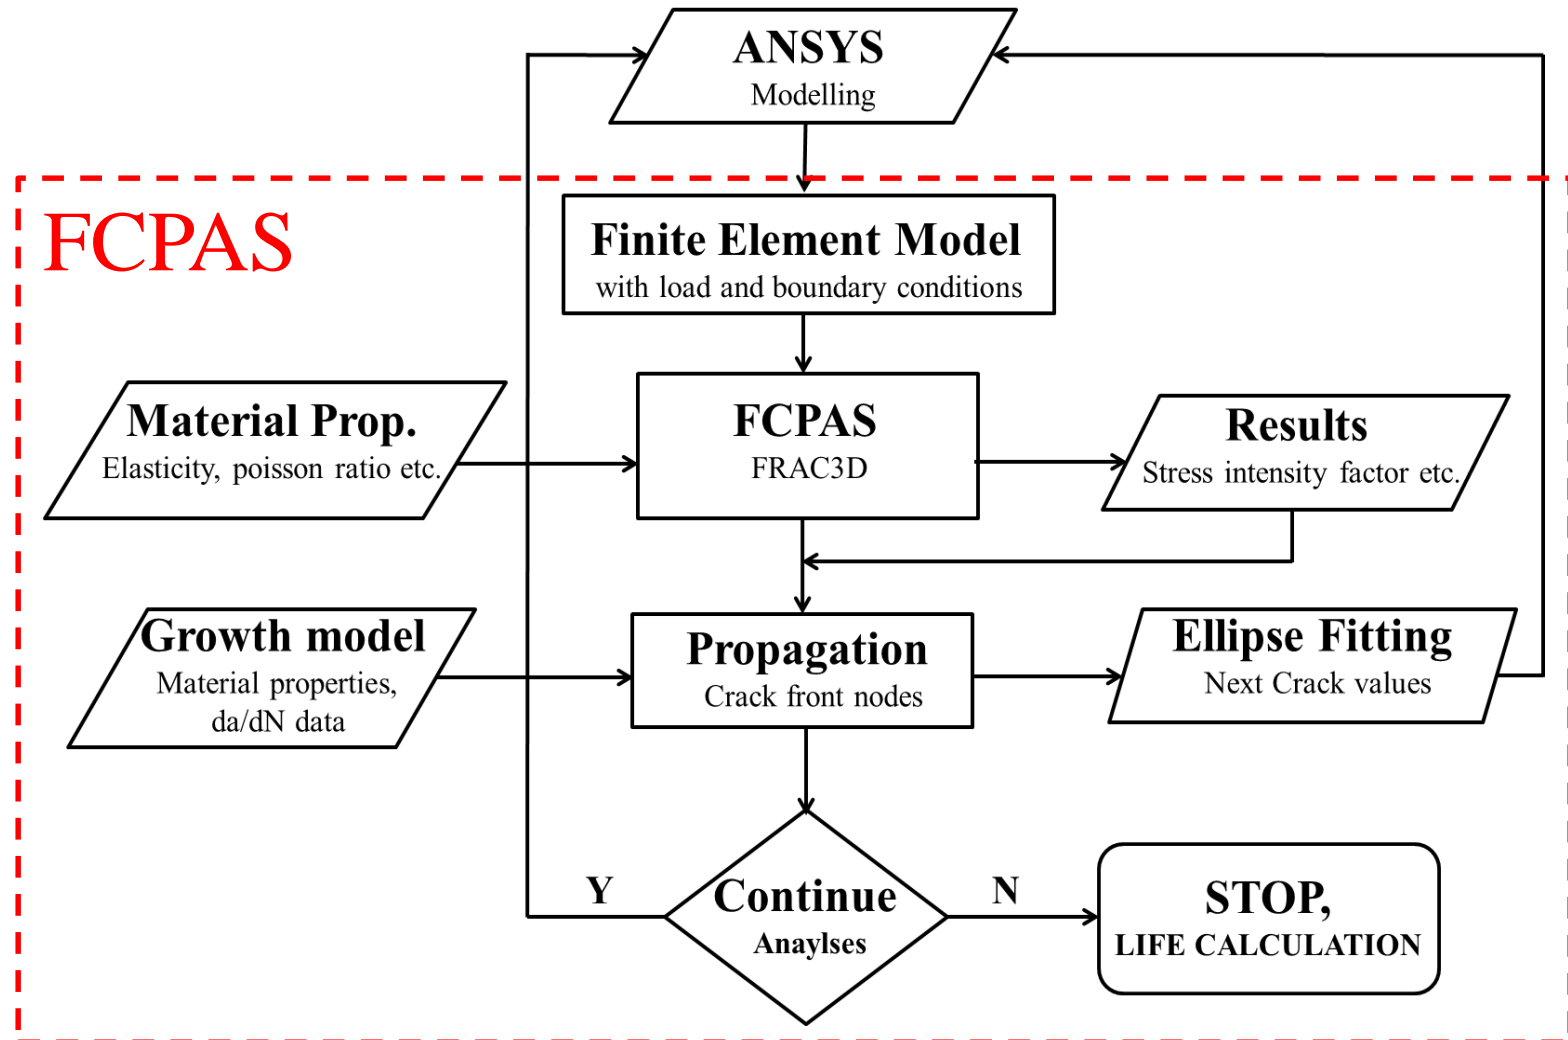 ANSYS
Modelling
FCPAS
Finite Element Model
with load and boundary conditions
Material Prop.
Elasticity, poisson ratio etc.
FCPAS
FRAC3D
Results
Stress intensity factor etc.
Growth model
Material properties,
da/dN data
Propagation
Crack front nodes
Ellipse Fitting
Next Crack values
Y
Continue
Anaylses
N
STOP,
LIFE CALCULATION